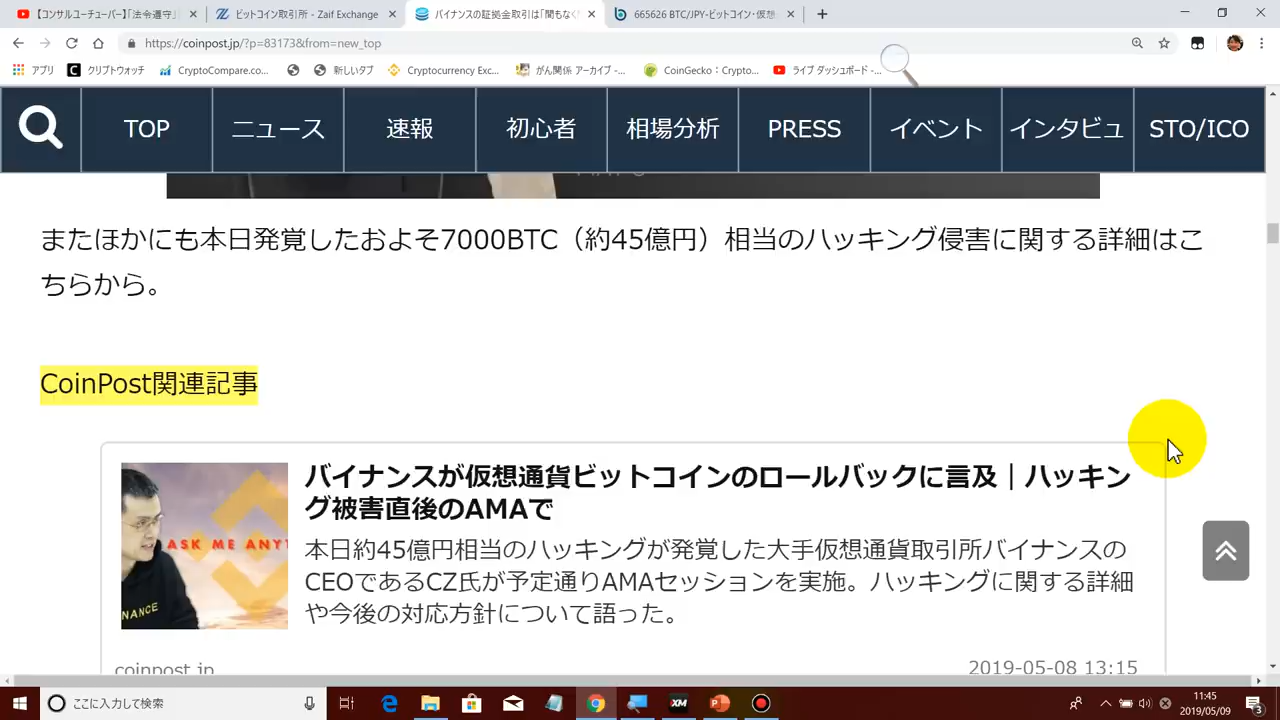 【コンサルユーチューバー】「法令遵守」
ビットコイン取引所 - Zaif Exchange
バイナンスの証拠金取引は「間もなく
665626 BTC/JPY-ビットコイン・仮想
https://coinpost.jp/?p=83173&from=new_top
アプリ
クリプトウォッチ
CryptoCompare.co...
新しいタブ
Cryptocurrency Exc...
がん関係 アーカイブ -...
CoinGecko：Crypto...
ライブ ダッシュボード -...
TOP
ニュース
速報
初心者
相場分析
PRESS
イベント
インタビュ
STO/ICO
またほかにも本日発覚したおよそ7000BTC（約45億円）相当のハッキング侵害に関する詳細はこ
ちらから。
CoinPost関連記事
バイナンスが仮想通貨ビットコインのロールバックに言及｜ハッキン
グ被害直後のAMAで
本日約45億円相当のハッキングが発覚した大手仮想通貨取引所バイナンスの
CEOであるCZ氏が予定通りAMAセッションを実施。ハッキングに関する詳細
や今後の対応方針について語った。
ASK ME ANYT
NANCE
coinpost.jp
2019-05-08 13:15
ここに入力して検索
XM
11:45
2019/05/09
3